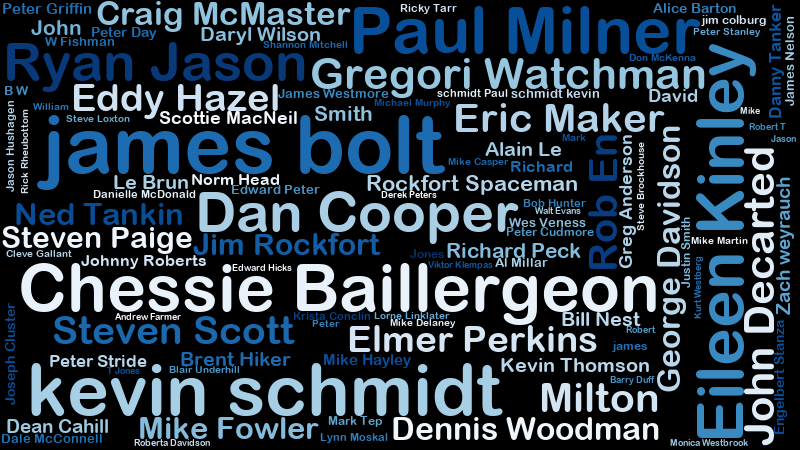 Peter Griffin
Craig McMaster
Ricky Tarr
Paul Milner
Alice Barton
jim colburg
John
Peter Day
Daryl Wilson
Peter Stanley
W Fishman
Shannon Mitchell
Don McKenna
Ryan Jason
Gregori Watchman
Eileen Kinley
Danny Tanker
James Nelson
B W
Eddy Hazel
James Westmore
schmidt Paul
schmidt kevin
David
William
Michael Murphy
Steve Loxton
Scottie MacNeil
Smith
Eric Maker
Mike
Jason Hushagen
Rick Rheubottom
james bolt
Alain Le
Mark
Robert T
Jason
Mike Casper
Richard
Rob En
Greg Anderson
Steve Brockhouse
George Davidson
Le Brun
Norm Head
Rockfort Spaceman
Danielle McDonald
Edward Peter
Derek Peters
Bob Hunter
Ned Tankin
Dan Cooper
Walt Evans
Wes Veness
Peter Cudmore
John Decarted
Zach weyrauch
Justin Smith
Mike Martin
Kurt Westberg
Steven Paige
Jim Rockfort
Jones
Richard Peck
Cleve Gallant
Johnny Roberts
Edward Hicks
Viktor Klempas
Al Millar
Chessie Baillergeon
Andrew Farmer
Krista Conclin
Lorne Linklater
Bill Nest
Joseph Cluster
Steven Scott
Peter
Mike Delaney
Robert
Elmer Perkins
james
Engelbert Stanza
Peter Stride
Brent Hiker
Mike Hayley
Kevin Thomson
T Jones
Blair Underhill
Barry Duff
kevin schmidt
Milton
Dean Cahill
Mike Fowler
Mark Tep
Dennis Woodman
Dale McConnell
Roberta Davidson
Lynn Moskal
Monica Westbrook